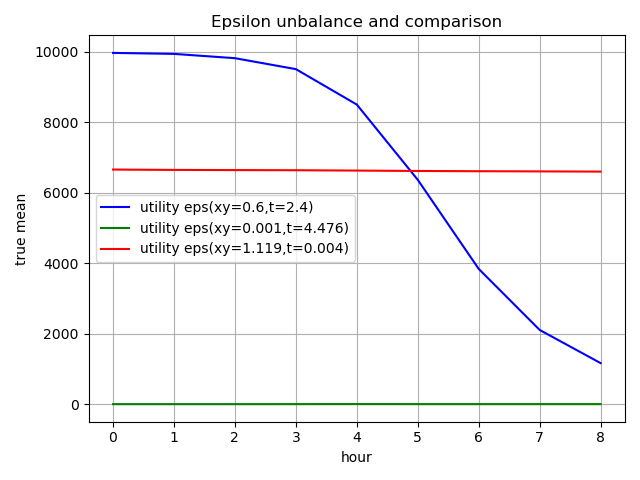 Epsilon unbalance and comparison
10000
8000
6000
4000
2000
0
true mean
utility eps(xy=0.6,t=2.4)
utility eps(xy=0.001,t=4.476)
utility eps(xy=1.119,t=0.004)
0 1 2 3 4 5 6 7 8
hour